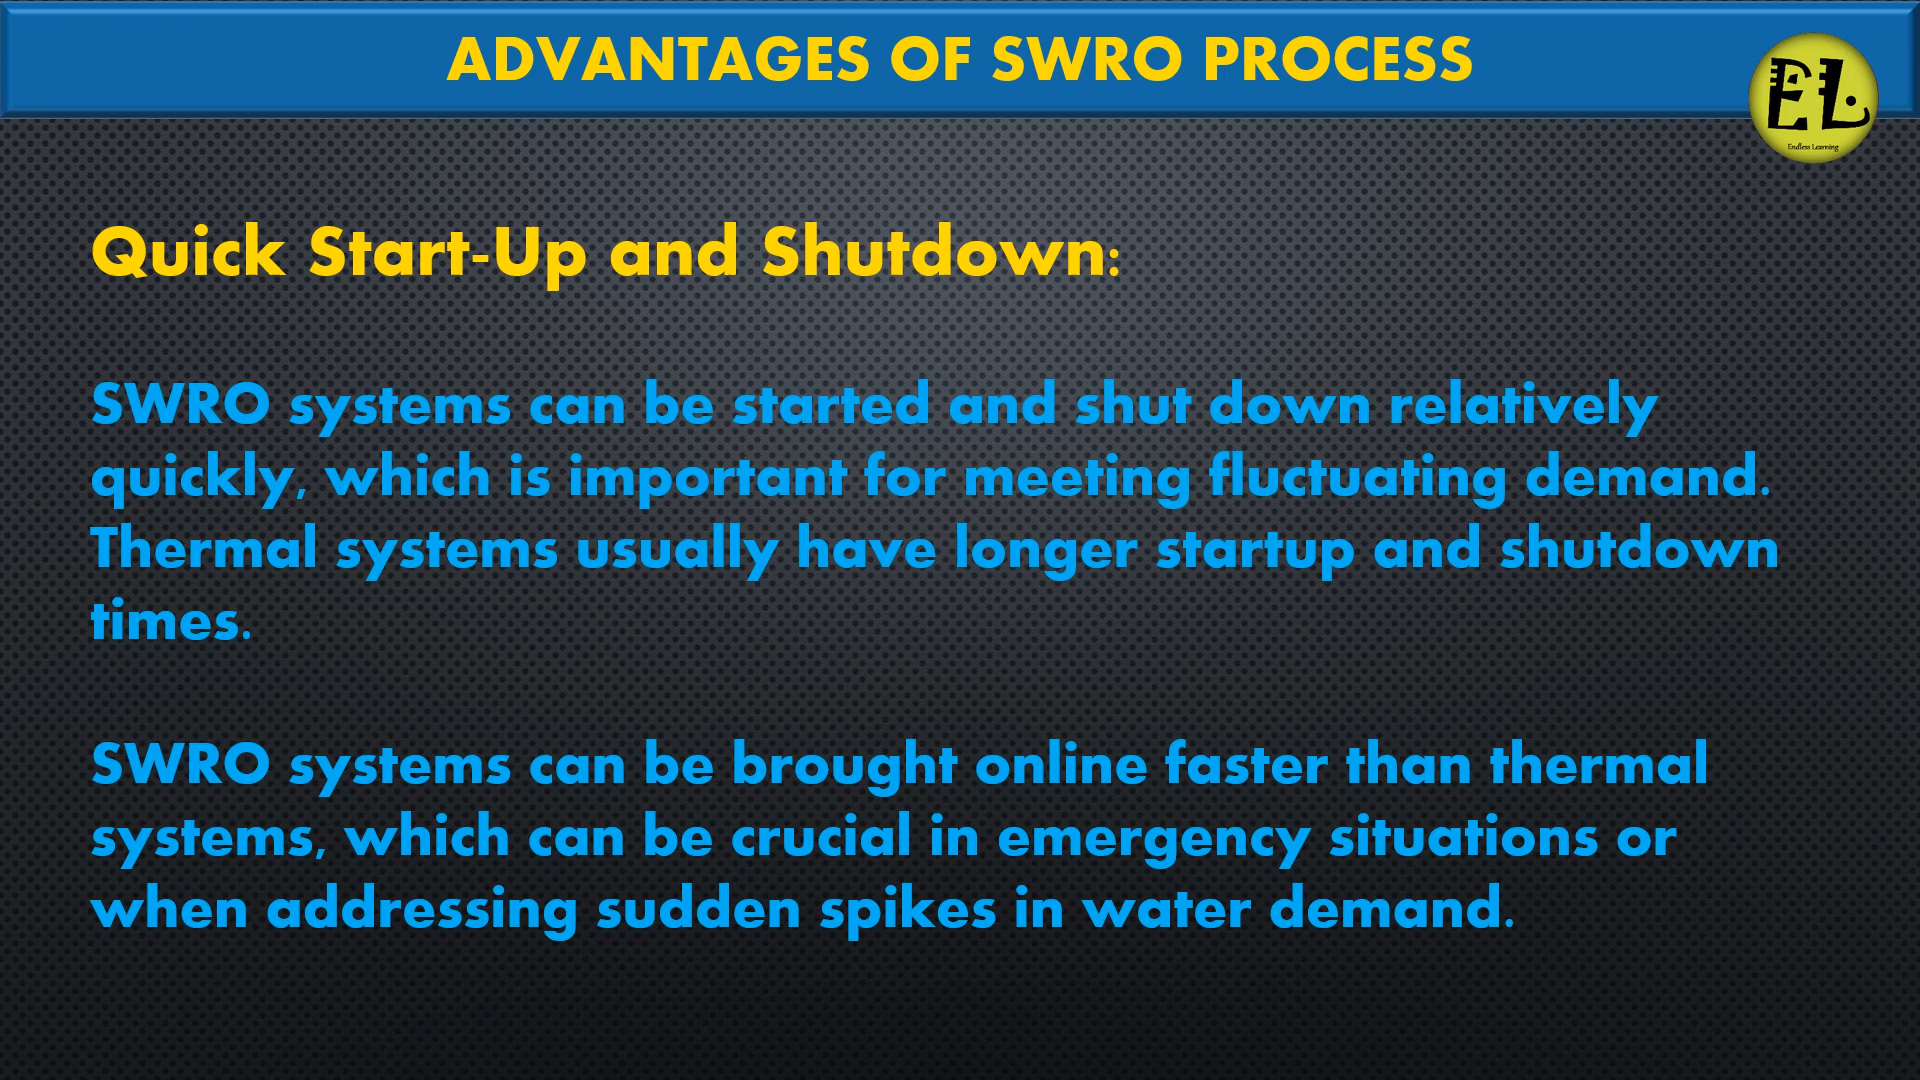 ADVANTAGES OF SWRO PROCESS
EL
Endless Learning
Quick Start-Up and Shutdown:
SWRO systems can be started and shut down relatively
quickly, which is important for meeting fluctuating demand.
Thermal systems usually have longer startup and shutdown
times.
SWRO systems can be brought online faster than thermal
systems, which can be crucial in emergency situations or
when addressing sudden spikes in water demand.